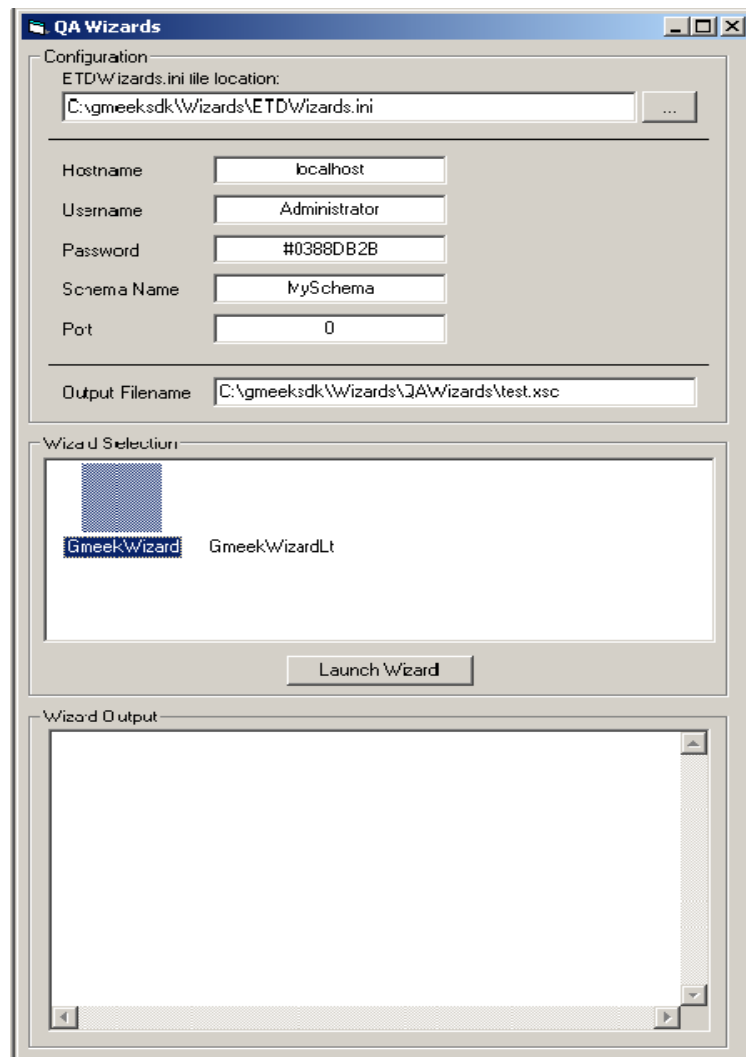 QA Wizards
Configuration
ETDWizards.ini file location:
C:\gmeeksdk\Wizards\ETDWizards.ini
...
Hostname localhost
Username Administrator
Password #0388DB2B
Schema Name MySchema
Port 0
Output Filename C:\gmeeksdk\Wizards\QAWizards\test.xsc
Wizard Selection
GmeekWizard GmeekWizardLt
Launch Wizard
Wizard Output